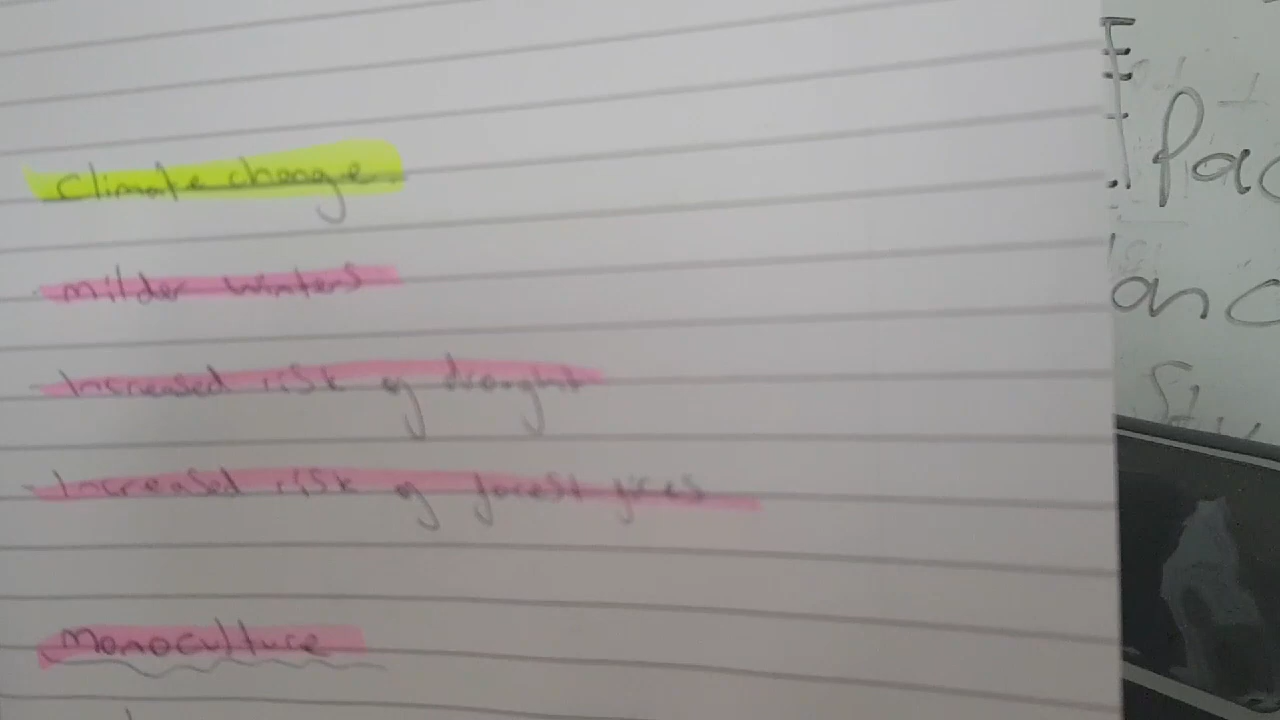 Climate change
- milder winters
- Increased risk of drought
- Increased risk of forest fires
Monoculture